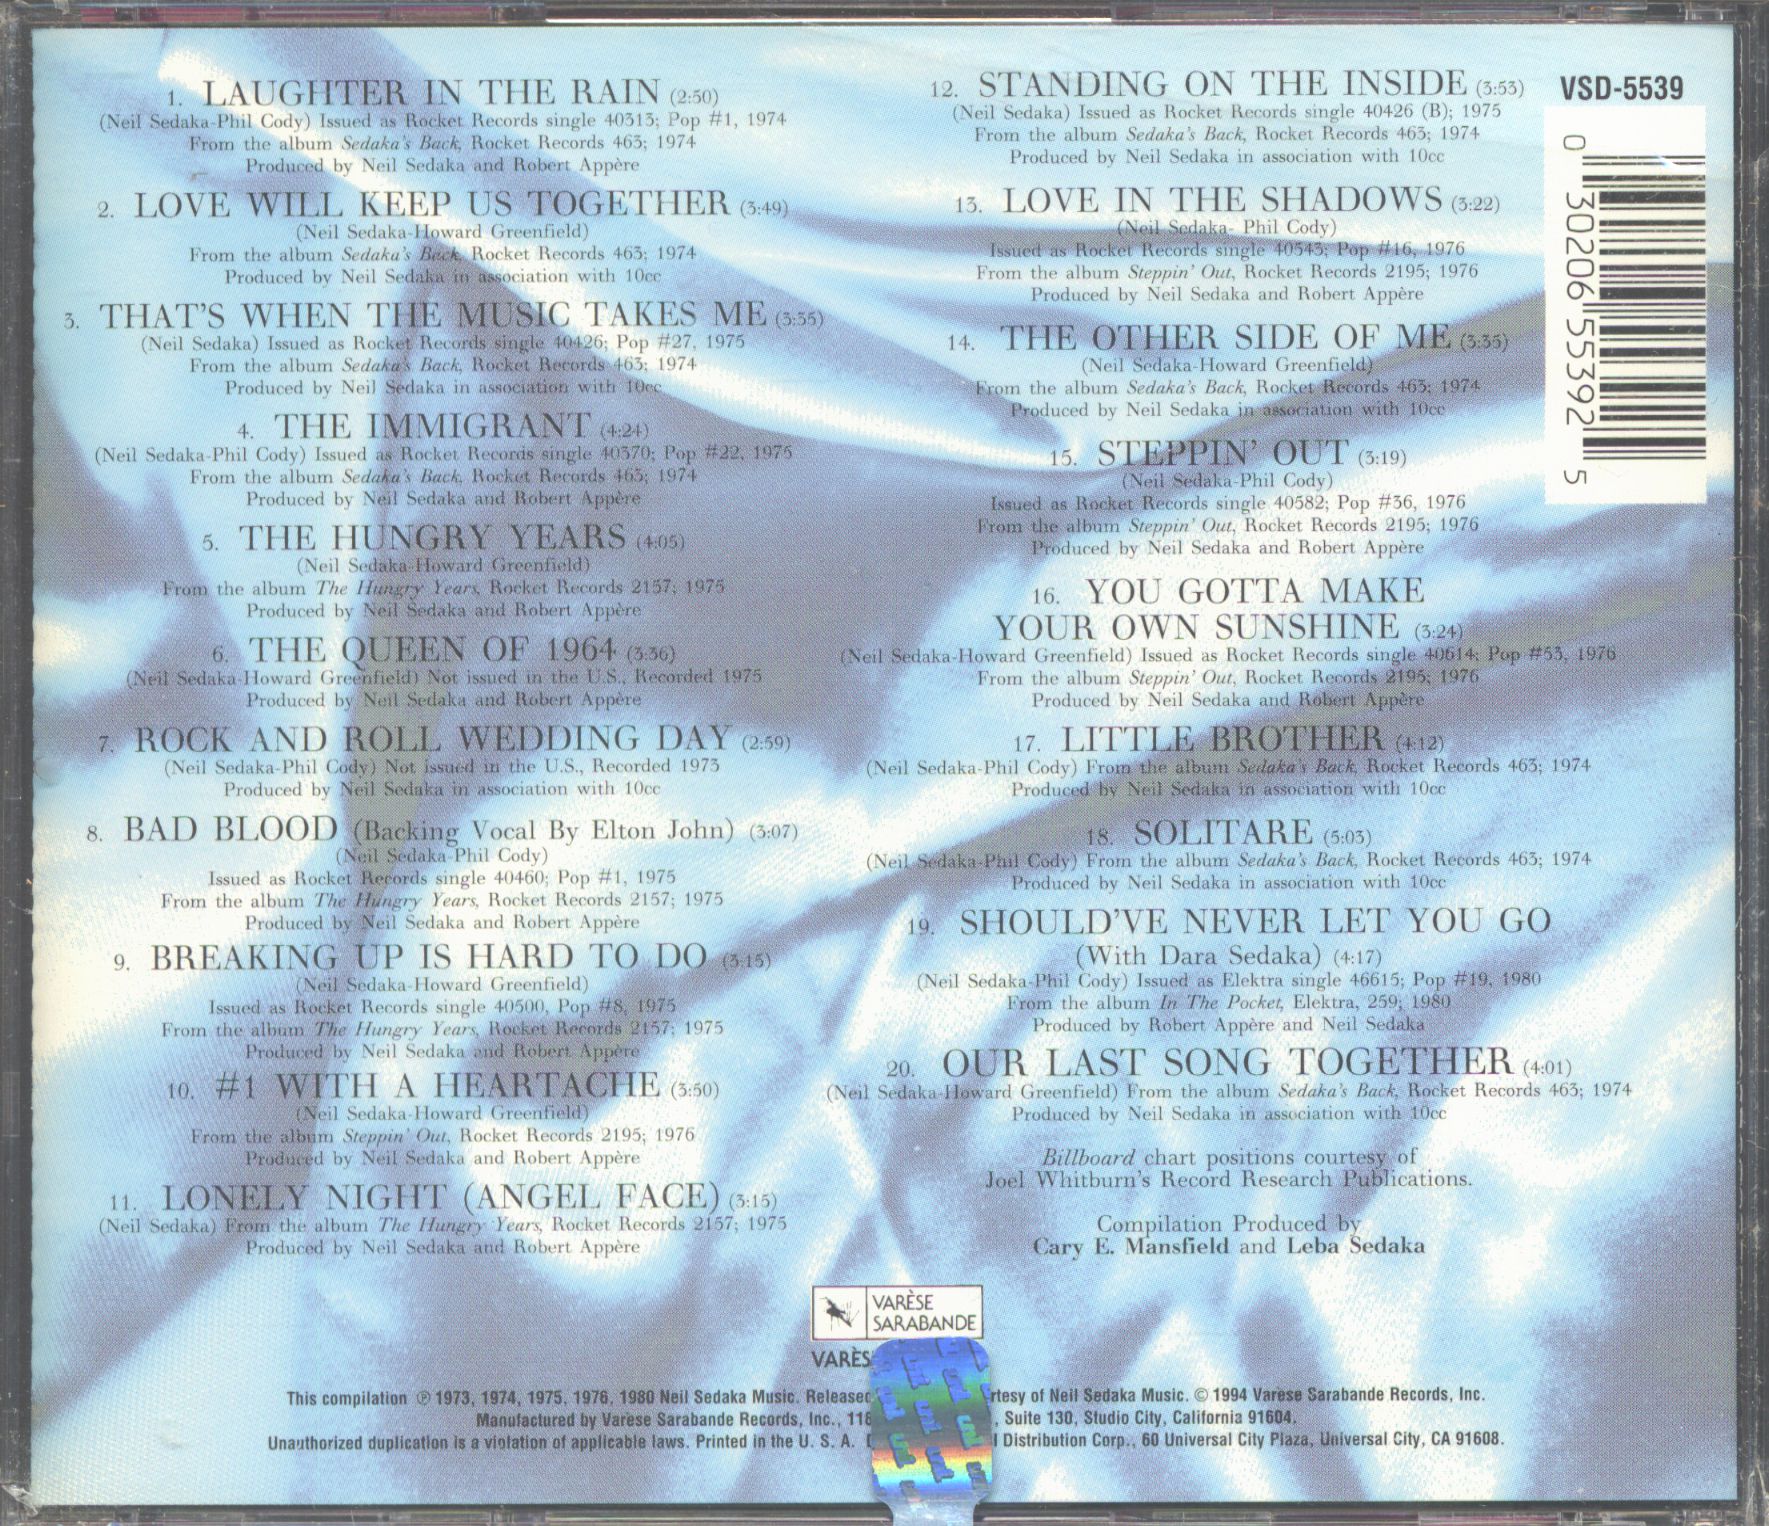 1. LAUGHTER IN THE RAIN (2:50)
(Neil Sedaka-Phil Cody) Issued as Rocket Records single 40313; Pop #1, 1974
From the album Sedaka's Back, Rocket Records 463; 1974
Produced by Neil Sedaka and Robert Appère
2. LOVE WILL KEEP US TOGETHER (3:49)
(Neil Sedaka-Howard Greenfield)
From the album Sedaka's Back, Rocket Records 463; 1974
Produced by Neil Sedaka in association with 10cc
3. THAT'S WHEN THE MUSIC TAKES ME (3:35)
(Neil Sedaka) Issued as Rocket Records single 40426; Pop #27, 1975
From the album Sedaka's Back, Rocket Records 463; 1974
Produced by Neil Sedaka in association with 10cc
4. THE IMMIGRANT (4:24)
(Neil Sedaka-Phil Cody) Issued as Rocket Records single 40370; Pop #22, 1975
From the album Sedaka's Back, Rocket Records 463; 1974
Produced by Neil Sedaka and Robert Appère
5. THE HUNGRY YEARS (4:05)
(Neil Sedaka-Howard Greenfield)
From the album The Hungry Years, Rocket Records 2157; 1975
Produced by Neil Sedaka and Robert Appère
6. THE QUEEN OF 1964 (3:36)
(Neil Sedaka-Howard Greenfield) Not issued in the U.S., Recorded 1975
Produced by Neil Sedaka and Robert Appère
7. ROCK AND ROLL WEDDING DAY (2:59)
(Neil Sedaka-Phil Cody) Not issued in the U.S., Recorded 1973
Produced by Neil Sedaka in association with 10cc
8. BAD BLOOD (Backing Vocal By Elton John) (3:07)
(Neil Sedaka-Phil Cody)
Issued as Rocket Records single 40460; Pop #1, 1975
From the album The Hungry Years, Rocket Records 2157; 1975
Produced by Neil Sedaka and Robert Appère
9. BREAKING UP IS HARD TO DO (3:15)
(Neil Sedaka-Howard Greenfield)
Issued as Rocket Records single 40500, Pop #8, 1975
From the album The Hungry Years, Rocket Records 2157; 1975
Produced by Neil Sedaka and Robert Appère
10. #1 WITH A HEARTACHE (3:50)
(Neil Sedaka-Howard Greenfield)
From the album Steppin' Out, Rocket Records 2195; 1976
Produced by Neil Sedaka and Robert Appère
11. LONELY NIGHT (ANGEL FACE) (3:15)
(Neil Sedaka) From the album The Hungry Years, Rocket Records 2157; 1975
Produced by Neil Sedaka and Robert Appère
12. STANDING ON THE INSIDE (3:53)
(Neil Sedaka) Issued as Rocket Records single 40426 (B); 1975
From the album Sedaka's Back, Rocket Records 463; 1974
Produced by Neil Sedaka in association with 10cc
13. LOVE IN THE SHADOWS (3:22)
(Neil Sedaka- Phil Cody)
Issued as Rocket Records single 40543; Pop #16, 1976
From the album Steppin' Out, Rocket Records 2195; 1976
Produced by Neil Sedaka and Robert Appère
14. THE OTHER SIDE OF ME (3:35)
(Neil Sedaka-Howard Greenfield)
From the album Sedaka's Back, Rocket Records 463; 1974
Produced by Neil Sedaka in association with 10cc
15. STEPPIN' OUT (3:19)
(Neil Sedaka-Phil Cody)
Issued as Rocket Records single 40582; Pop #36, 1976
From the album Steppin' Out, Rocket Records 2195; 1976
Produced by Neil Sedaka and Robert Appère
16. YOU GOTTA MAKE
YOUR OWN SUNSHINE (3:24)
(Neil Sedaka-Howard Greenfield) Issued as Rocket Records single 40614; Pop #53, 1976
From the album Steppin' Out, Rocket Records 2195; 1976
Produced by Neil Sedaka and Robert Appère
17. LITTLE BROTHER (4:12)
(Neil Sedaka-Phil Cody) From the album Sedaka's Back, Rocket Records 463; 1974
Produced by Neil Sedaka in association with 10cc
18. SOLITARE (5:03)
(Neil Sedaka-Phil Cody) From the album Sedaka's Back, Rocket Records 463; 1974
Produced by Neil Sedaka in association with 10cc
19. SHOULD'VE NEVER LET YOU GO
(With Dara Sedaka) (4:17)
(Neil Sedaka-Phil Cody) Issued as Elektra single 46615; Pop #19, 1980
From the album In The Pocket, Elektra, 259; 1980
Produced by Robert Appère and Neil Sedaka
20. OUR LAST SONG TOGETHER (4:01)
(Neil Sedaka-Howard Greenfield) From the album Sedaka's Back, Rocket Records 463; 1974
Produced by Neil Sedaka in association with 10cc
Billboard chart positions courtesy of
Joel Whitburn's Record Research Publications.
Compilation Produced by
Cary E. Mansfield and Leba Sedaka
VSD-5539
0 30206 55392 5
VARÈSE
SARABANDE
VARÈS
This compilation ℗ 1973, 1974, 1975, 1976, 1980 Neil Sedaka Music. Released rtesy of Neil Sedaka Music. © 1994 Varèse Sarabande Records, Inc.
Manufactured by Varèse Sarabande Records, Inc., 118 , Suite 130, Studio City, California 91604.
Unauthorized duplication is a violation of applicable laws. Printed in the U. S. A. l Distribution Corp., 60 Universal City Plaza, Universal City, CA 91608.